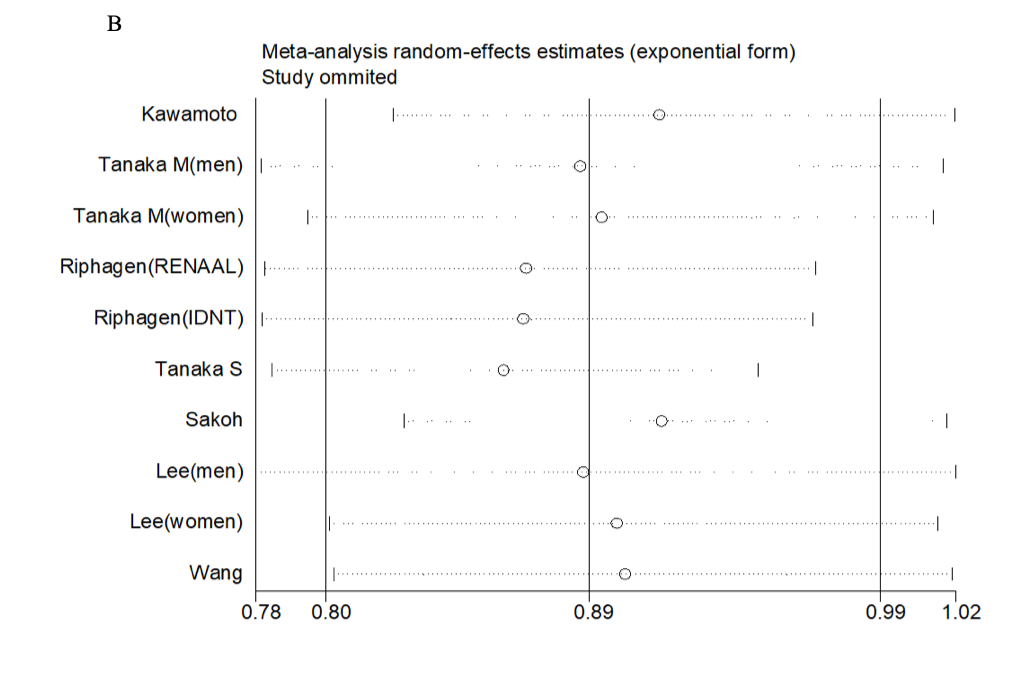 B
Meta-analysis random-effects estimates (exponential form)
Study ommited
Kawamoto
Tanaka M(men)
Tanaka M(women)
Riphagen(RENAAL)
Riphagen(IDNT)
Tanaka S
Sakoh
Lee(men)
Lee(women)
Wang
0.78 0.80 0.89 0.99 1.02